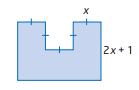 x
2x + 1